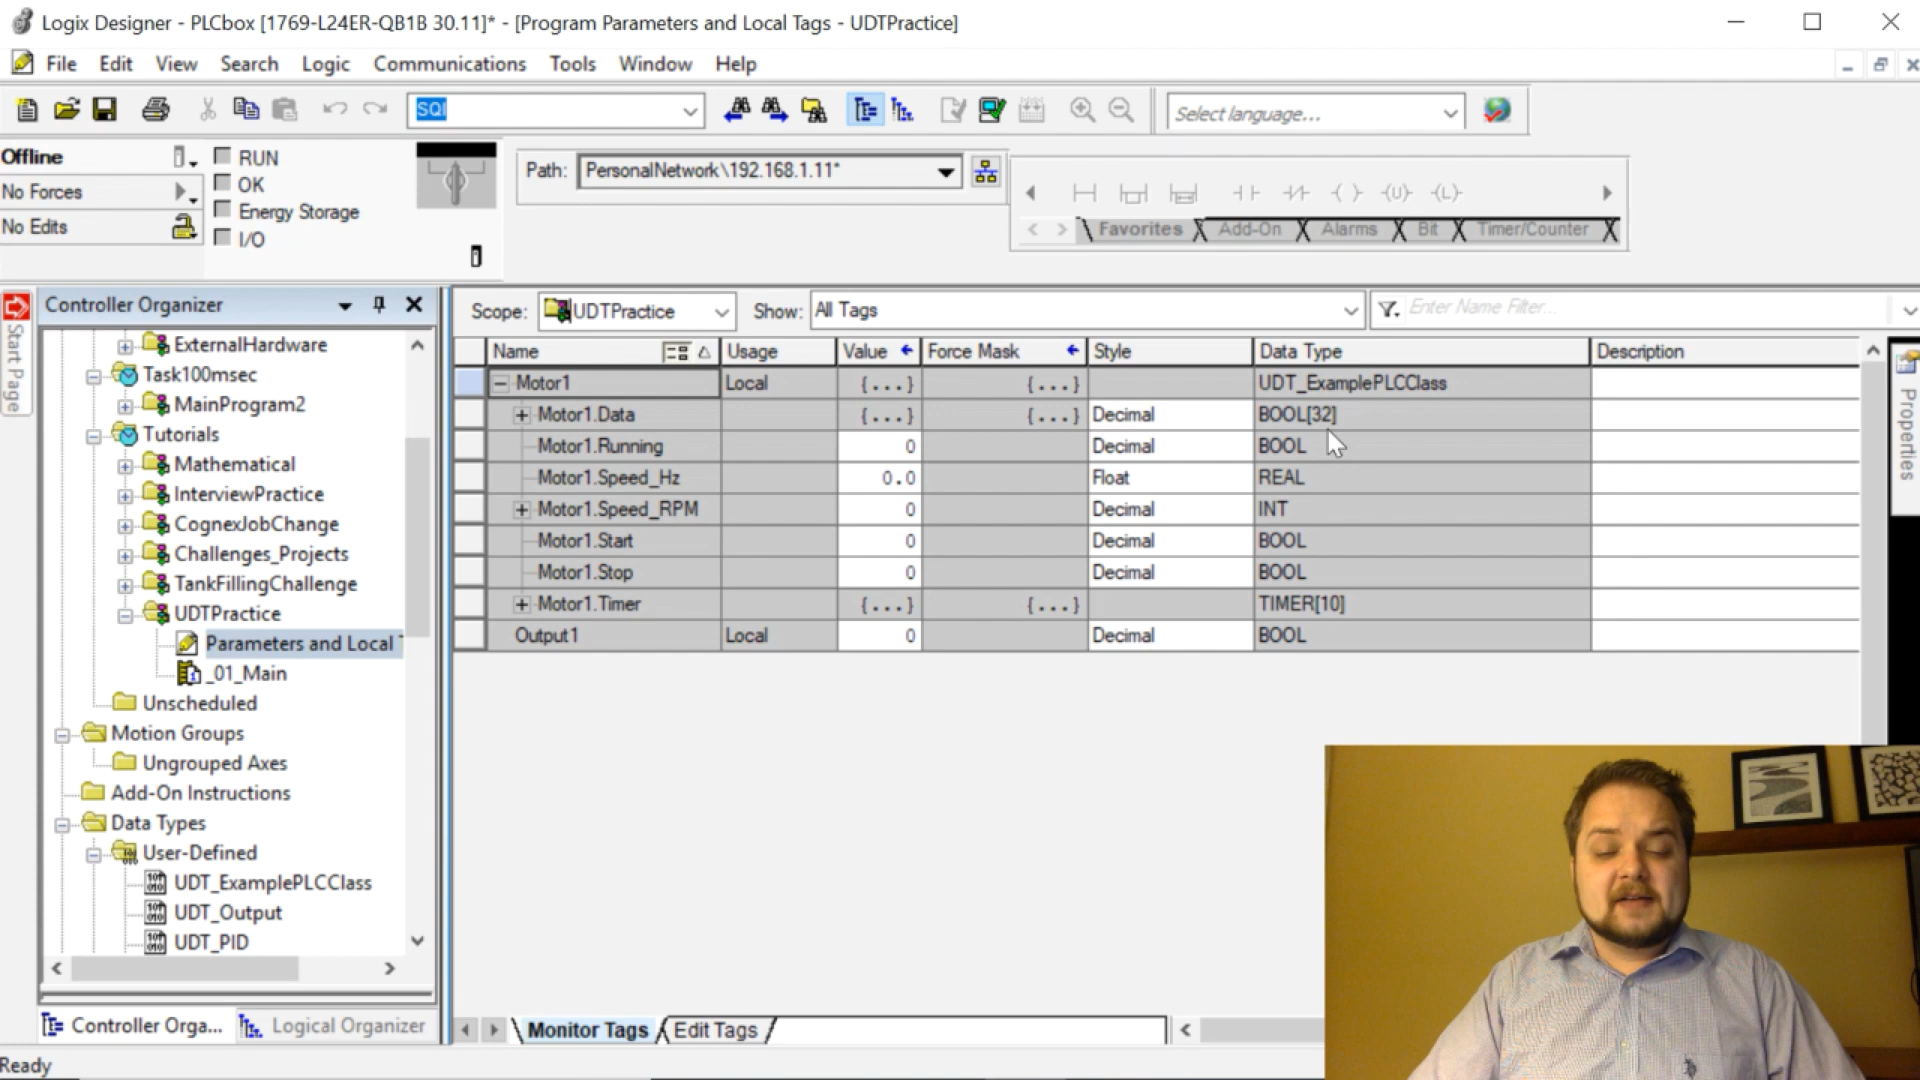 Logix Designer - PLCbox [1769-L24ER-QB1B 30.11]* - [Program Parameters and Local Tags - UDTPractice]
File Edit View Search Logic Communications Tools Window Help
SQI
Select language...
Offline
RUN
No Forces
OK
Energy Storage
No Edits
I/O
Path: PersonalNetwork\192.168.1.11*
Favorites Add-On Alarms Bit Timer/Counter
Start Page
Controller Organizer
ExternalHardware
Task100msec
MainProgram2
Tutorials
Mathematical
InterviewPractice
CognexJobChange
Challenges_Projects
TankFillingChallenge
UDTPractice
Parameters and Local T
_01_Main
Unscheduled
Motion Groups
Ungrouped Axes
Add-On Instructions
Data Types
User-Defined
UDT_ExamplePLCClass
UDT_Output
UDT_PID
Controller Orga... Logical Organizer
Scope: UDTPractice Show: All Tags Enter Name Filter...
Name Usage Value Force Mask Style Data Type Description
Motor1 Local {...} {...} UDT_ExamplePLCClass
Motor1.Data {...} {...} Decimal BOOL[32]
Motor1.Running 0 Decimal BOOL
Motor1.Speed_Hz 0.0 Float REAL
Motor1.Speed_RPM 0 Decimal INT
Motor1.Start 0 Decimal BOOL
Motor1.Stop 0 Decimal BOOL
Motor1.Timer {...} {...} TIMER[10]
Output1 Local 0 Decimal BOOL
Properties
Monitor Tags Edit Tags
Ready